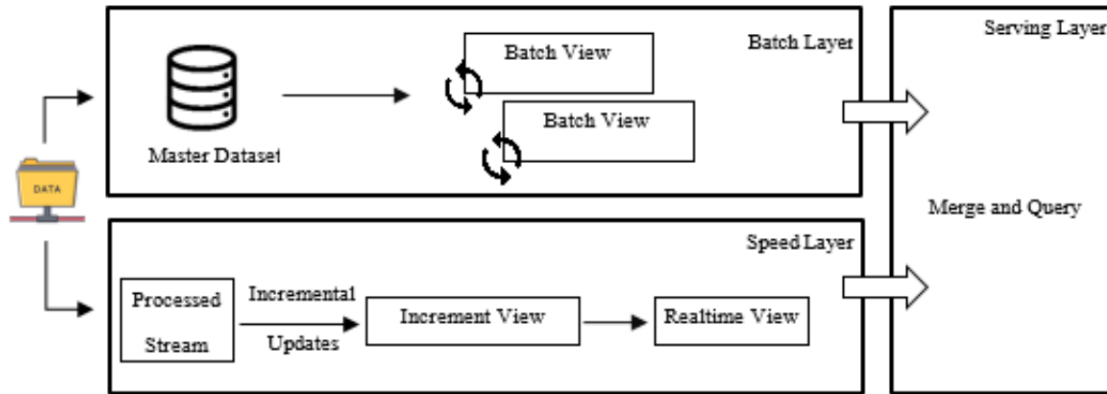 Batch Layer
Batch View
Batch View
Master Dataset
DATA
Serving Layer
Merge and Query
Speed Layer
Processed
Stream
Incremental
Updates
Increment View
Realtime View